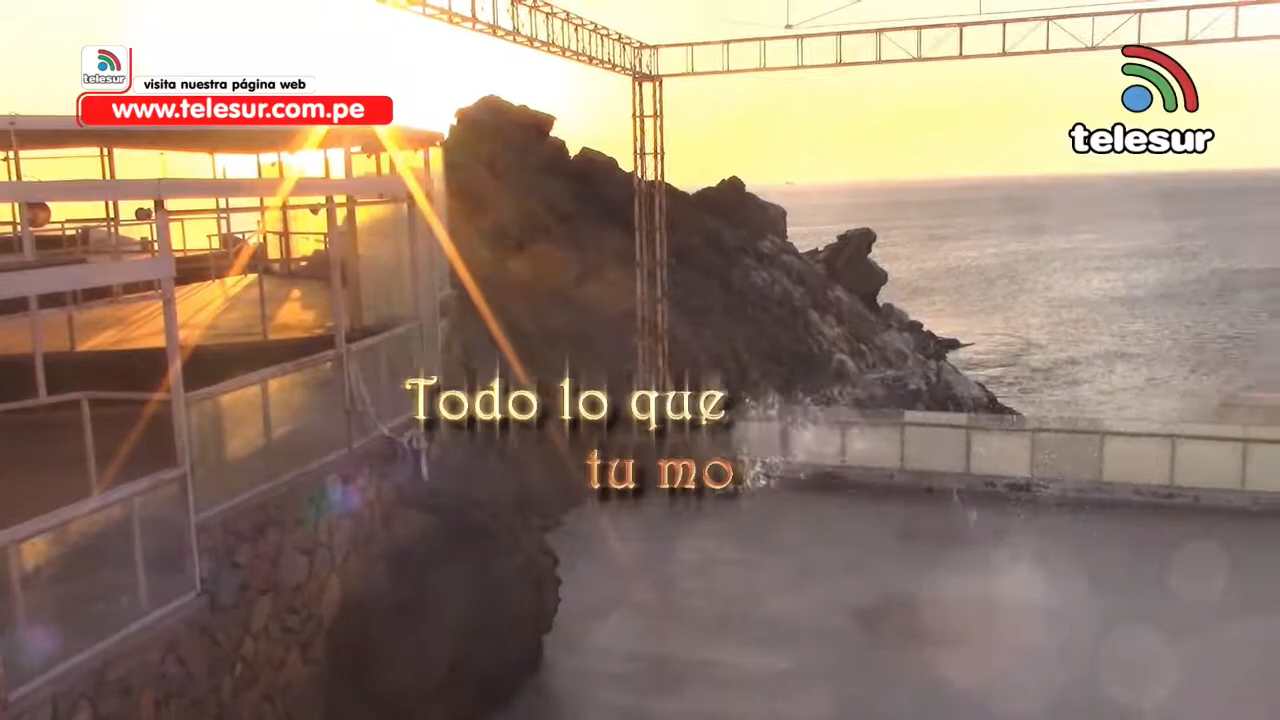 telesur
visita nuestra página web
www.telesur.com.pe
telesur
Todo lo que
tu mo